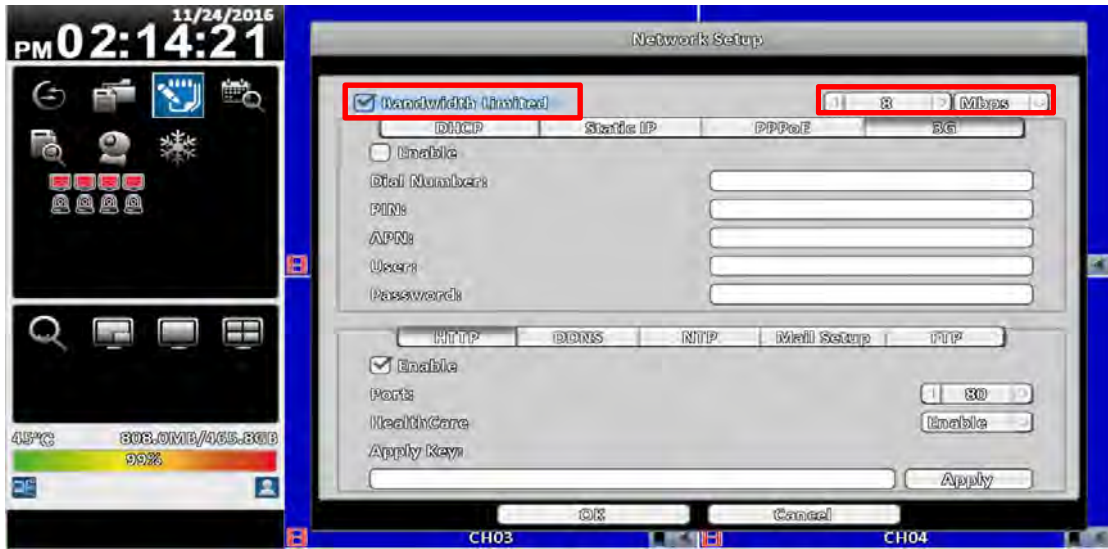 11/24/2016
PM 02:14:21
45°C 808.0MB/465.8GB
99%
Network Setup
Bandwidth Limited 8 Mbps
DHCP Static IP PPPoE 3G
Enable
Dial Number:
PIN:
APN:
User:
Password:
HTTP DDNS NTP Mail Setup FTP
Enable
Port: 80
HealthCare Enable
Apply Key:
Apply
OK Cancel
CH03 CH04